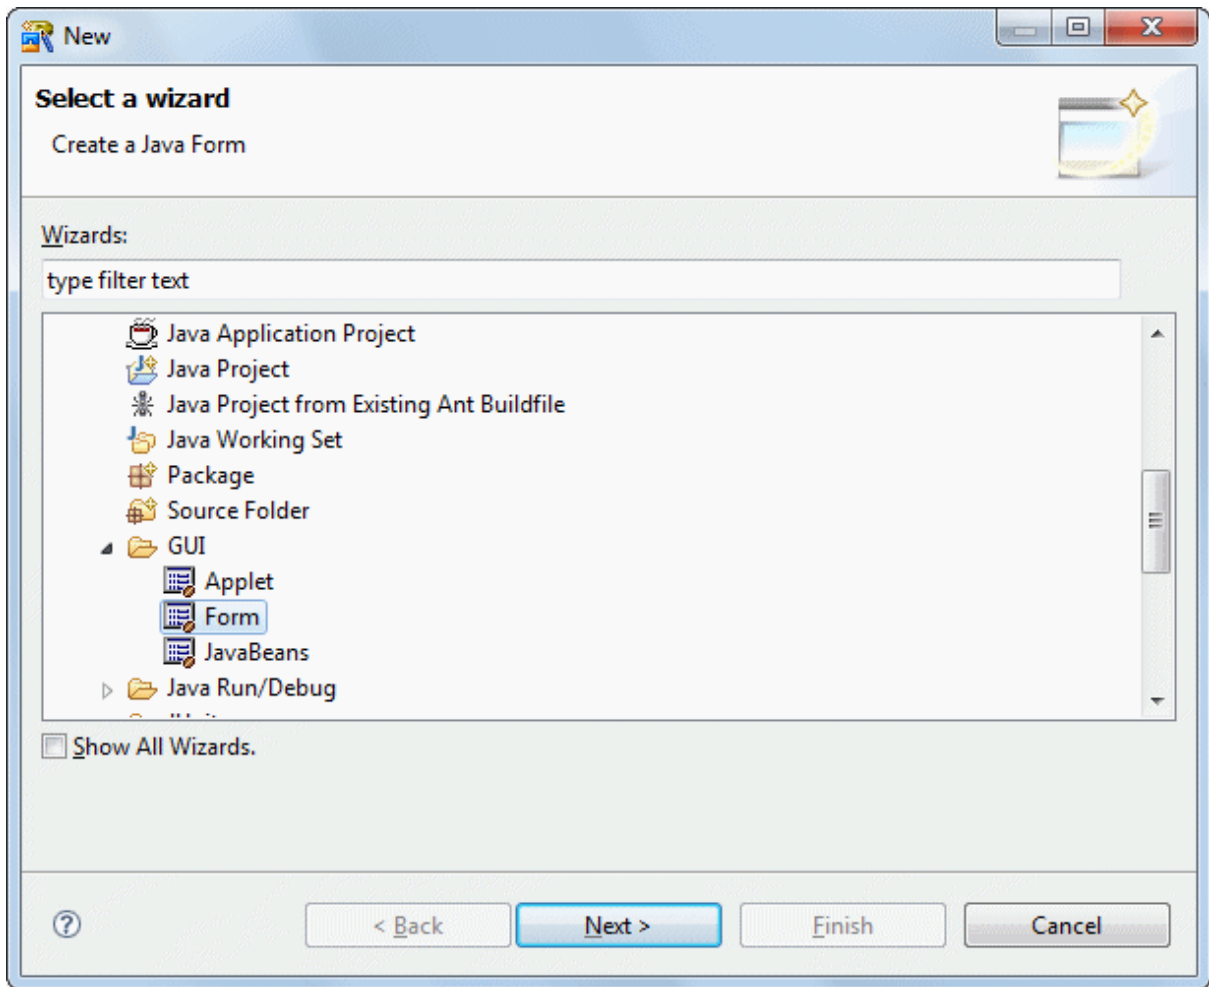 New
Select a wizard
Create a Java Form
Wizards:
type filter text
Java Application Project
Java Project
Java Project from Existing Ant Buildfile
Java Working Set
Package
Source Folder
GUI
Applet
Form
JavaBeans
Java Run/Debug
Show All Wizards.
< Back Next > Finish Cancel